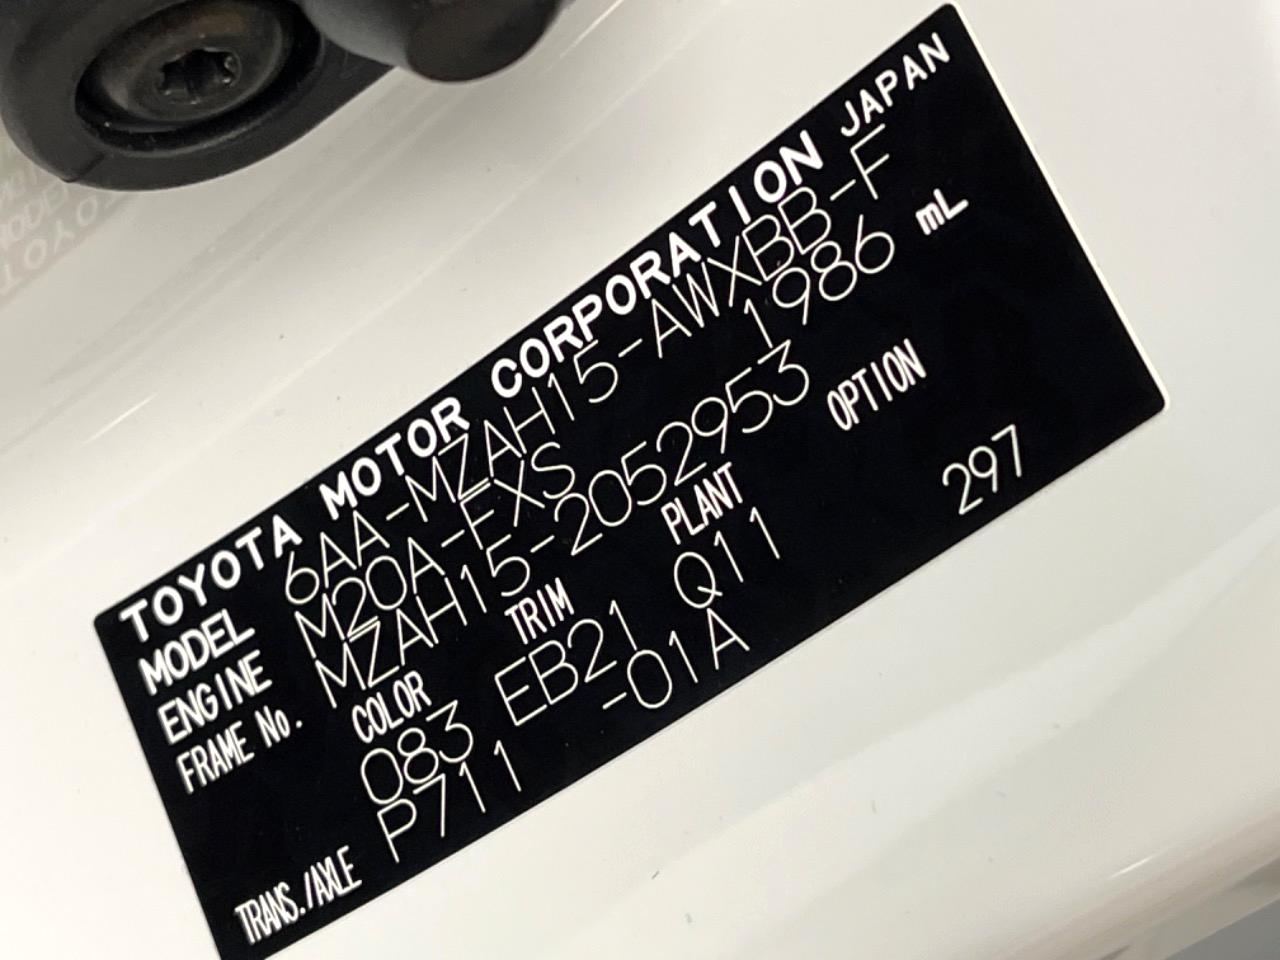 TOYOTA MOTOR CORPORATION JAPAN
MODEL 6AA-MZAH15-AWXBB-F
ENGINE M20A-FXS 1986 mL
FRAME No. MZAH15-2052953
COLOR TRIM PLANT OPTION
083 EB21 Q11 297
TRANS./AXLE P711 -01A